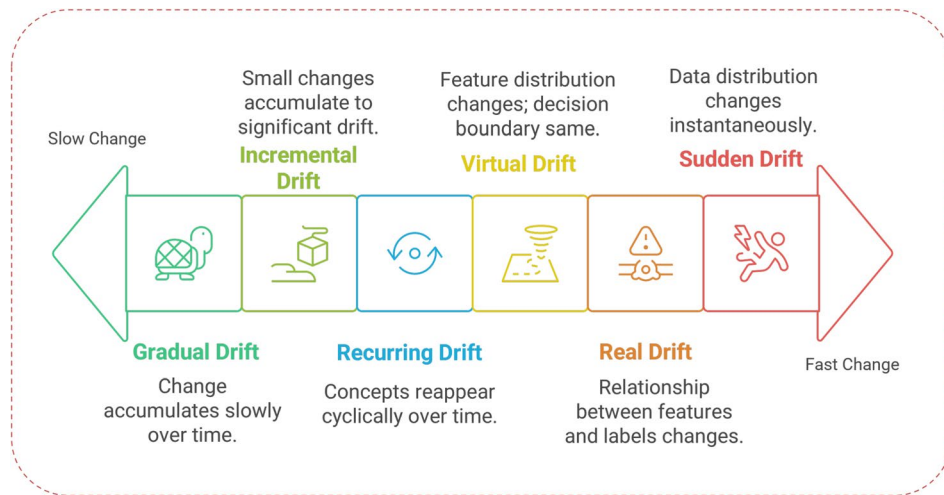 Slow Change
Small changes
accumulate to
significant drift.
Incremental
Drift
Feature distribution
changes; decision
boundary same.
Virtual Drift
Data distribution
changes
instantaneously.
Sudden Drift
Gradual Drift
Change
accumulates slowly
over time.
Recurring Drift
Concepts reappear
cyclically over time.
Real Drift
Relationship
between features
and labels changes.
Fast Change